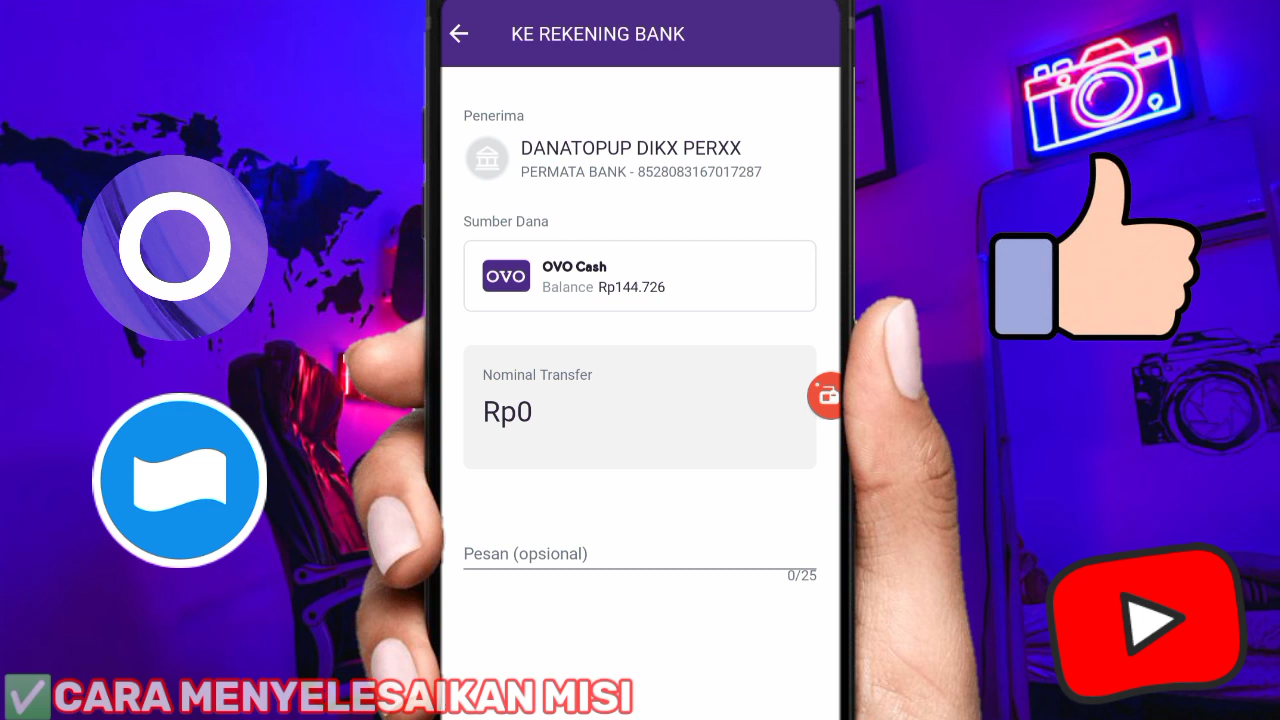 KE REKENING BANK
Penerima
DANATOPUP DIKX PERXX
PERMATA BANK - 8528083167017287
Sumber Dana
OVO
OVO Cash
Balance Rp144.726
Nominal Transfer
Rp0
Pesan (opsional)
0/25
✅CARA MENYELESAIKAN MISI